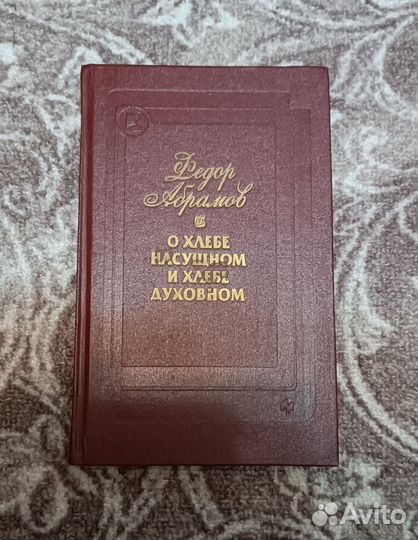 Федор
Абрамов
О ХЛЕБЕ
НАСУЩНОМ
И ХЛЕБЕ
ДУХОВНОМ
Avito